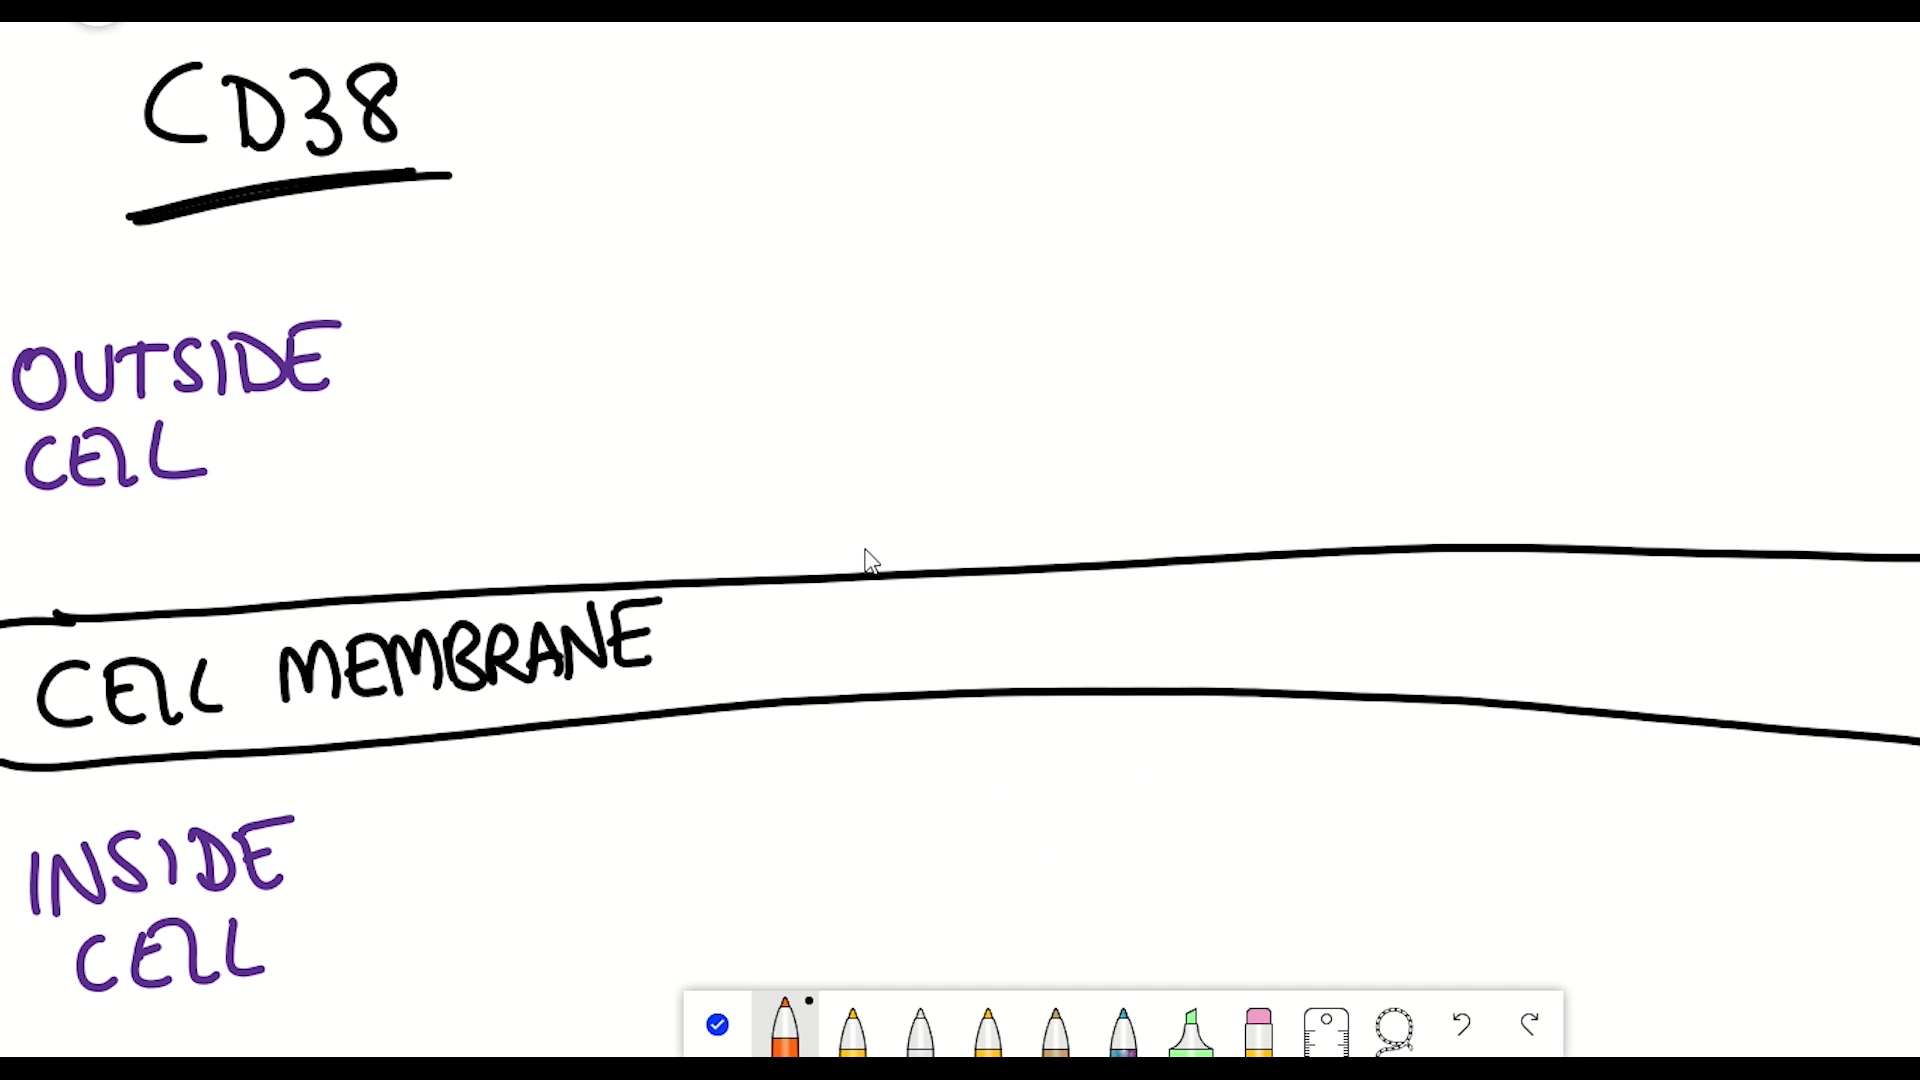 CD38
OUTSIDE
CELL
CELL MEMBRANE
INSIDE
CELL